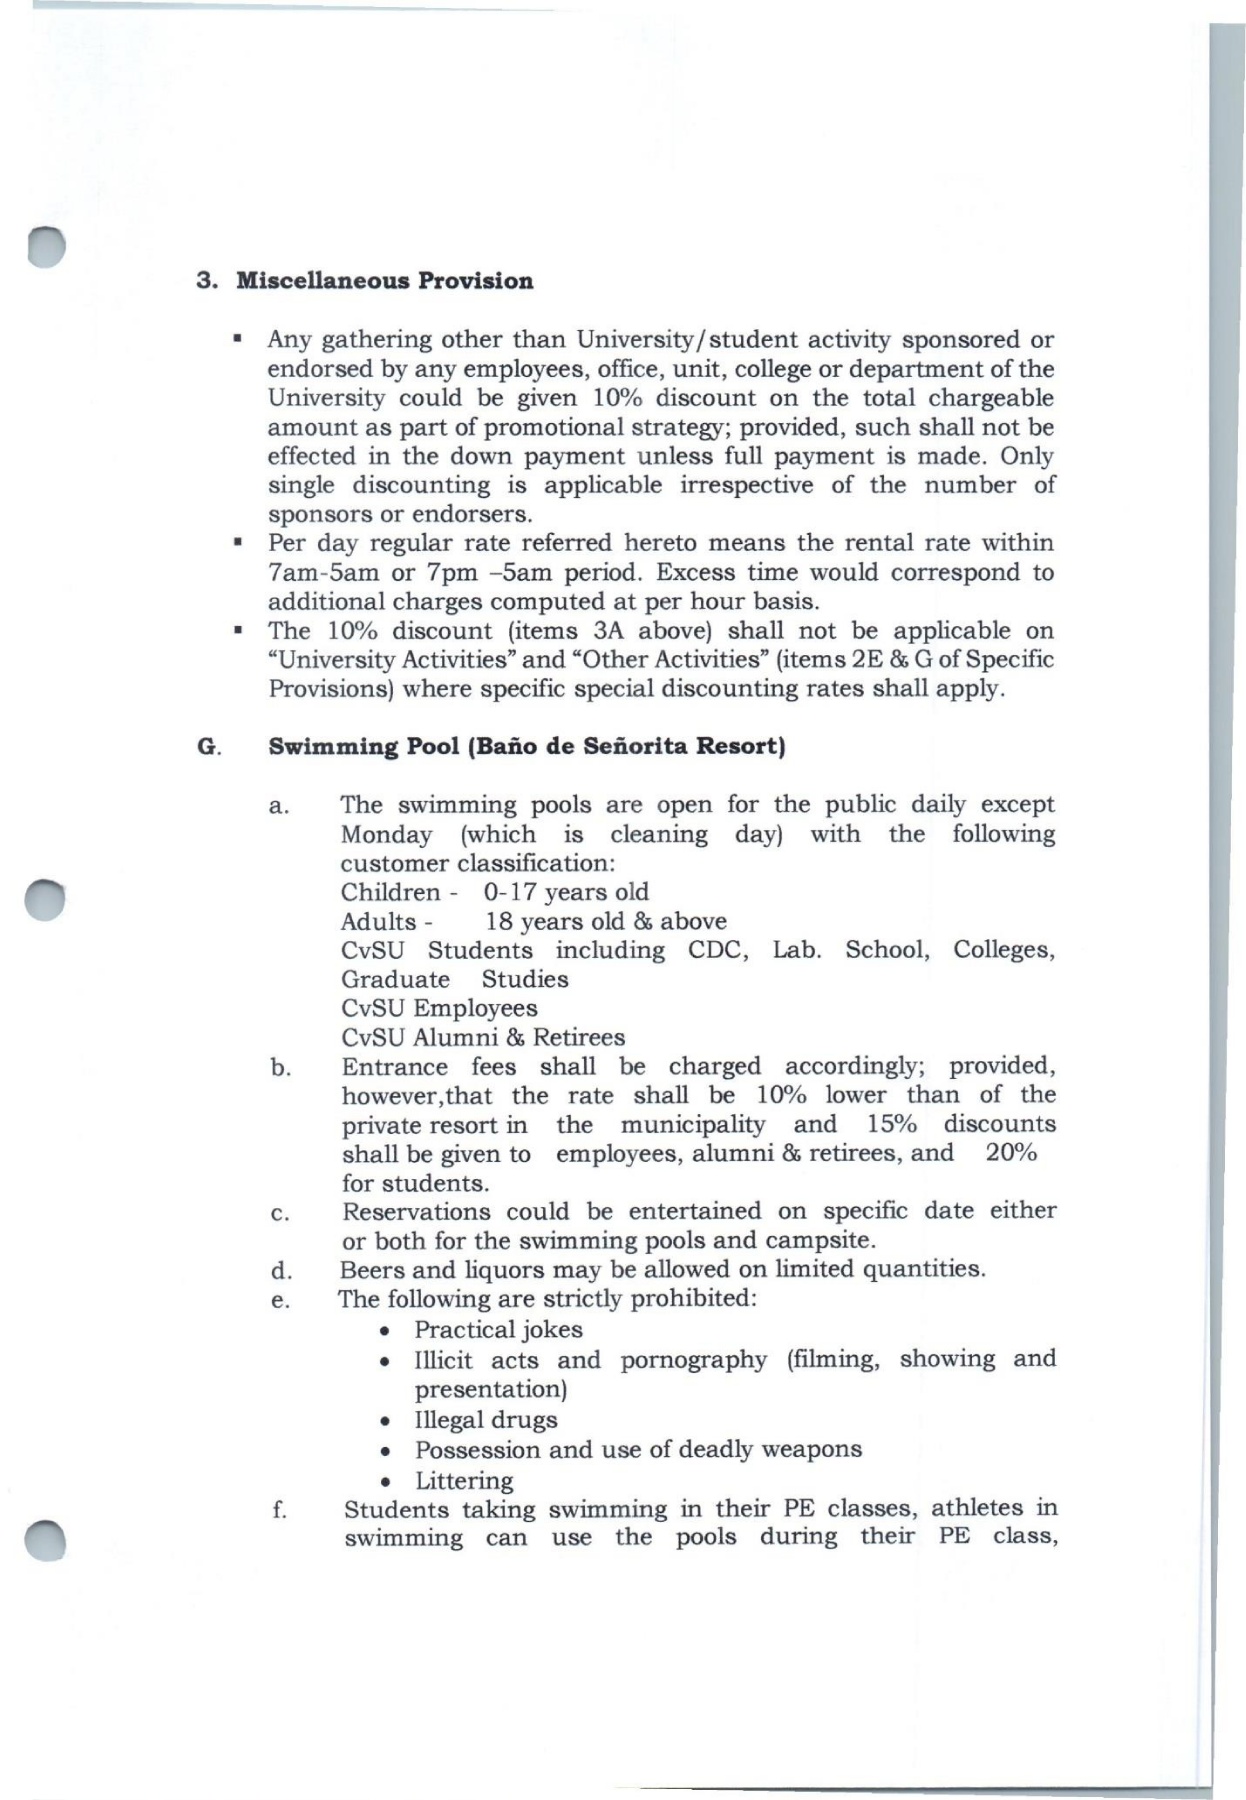 3. Miscellaneous Provision
▪ Any gathering other than University/student activity sponsored or
endorsed by any employees, office, unit, college or department of the
University could be given 10% discount on the total chargeable
amount as part of promotional strategy; provided, such shall not be
effected in the down payment unless full payment is made. Only
single discounting is applicable irrespective of the number of
sponsors or endorsers.
▪ Per day regular rate referred hereto means the rental rate within
7am-5am or 7pm –5am period. Excess time would correspond to
additional charges computed at per hour basis.
▪ The 10% discount (items 3A above) shall not be applicable on
“University Activities” and “Other Activities” (items 2E & G of Specific
Provisions) where specific special discounting rates shall apply.
G. Swimming Pool (Baño de Señorita Resort)
a. The swimming pools are open for the public daily except
Monday (which is cleaning day) with the following
customer classification:
Children - 0-17 years old
Adults - 18 years old & above
CvSU Students including CDC, Lab. School, Colleges,
Graduate Studies
CvSU Employees
CvSU Alumni & Retirees
b. Entrance fees shall be charged accordingly; provided,
however,that the rate shall be 10% lower than of the
private resort in the municipality and 15% discounts
shall be given to employees, alumni & retirees, and 20%
for students.
c. Reservations could be entertained on specific date either
or both for the swimming pools and campsite.
d. Beers and liquors may be allowed on limited quantities.
e. The following are strictly prohibited:
• Practical jokes
• Illicit acts and pornography (filming, showing and
presentation)
• Illegal drugs
• Possession and use of deadly weapons
• Littering
f. Students taking swimming in their PE classes, athletes in
swimming can use the pools during their PE class,